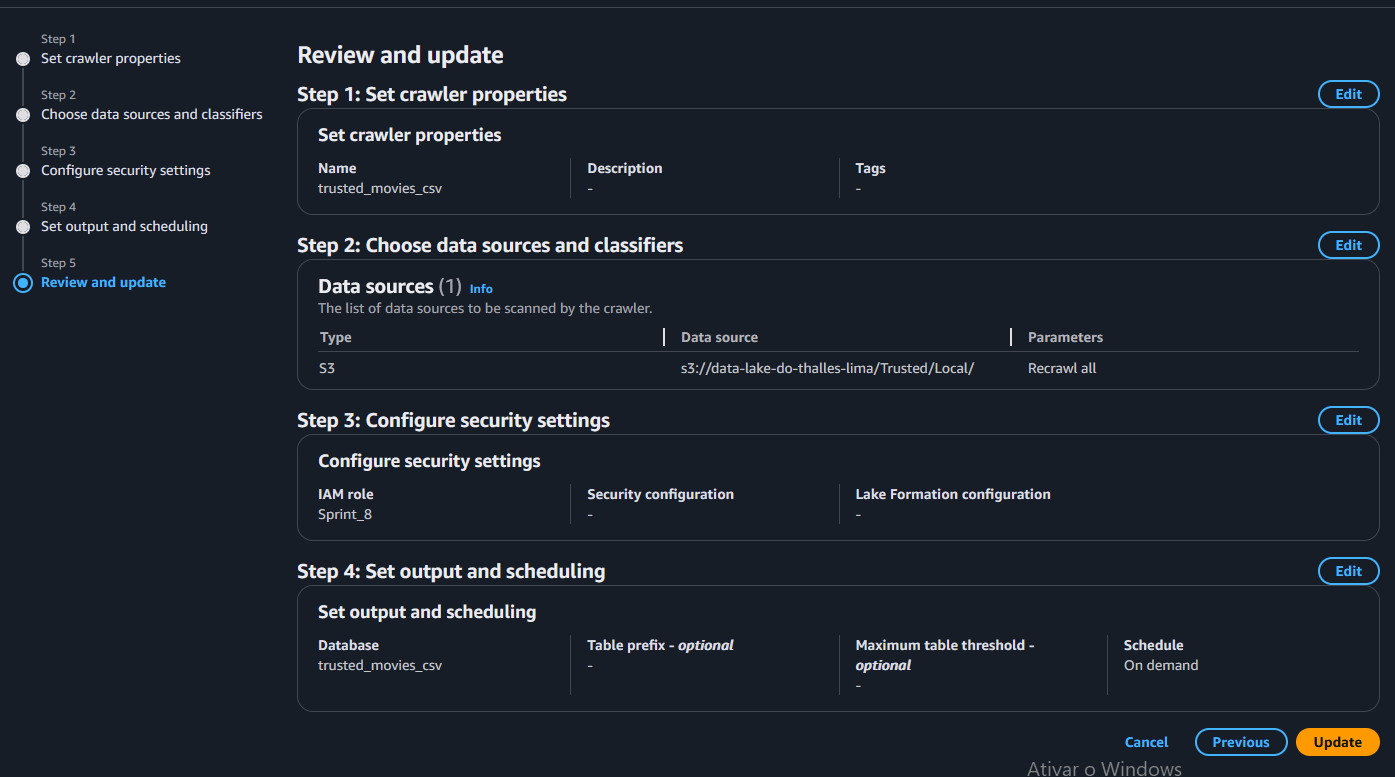 Step 1
Set crawler properties
Step 2
Choose data sources and classifiers
Step 3
Configure security settings
Step 4
Set output and scheduling
Step 5
Review and update
Review and update
Step 1: Set crawler properties
Edit
Set crawler properties
Name
trusted_movies_csv
Description
-
Tags
-
Step 2: Choose data sources and classifiers
Edit
Data sources (1) Info
The list of data sources to be scanned by the crawler.
Type Data source Parameters
S3 s3://data-lake-do-thalles-lima/Trusted/Local/ Recrawl all
Step 3: Configure security settings
Edit
Configure security settings
IAM role
Sprint_8
Security configuration
-
Lake Formation configuration
-
Step 4: Set output and scheduling
Edit
Set output and scheduling
Database
trusted_movies_csv
Table prefix - optional
-
Maximum table threshold -
optional
-
Schedule
On demand
Cancel Previous Update
Ativar o Windows